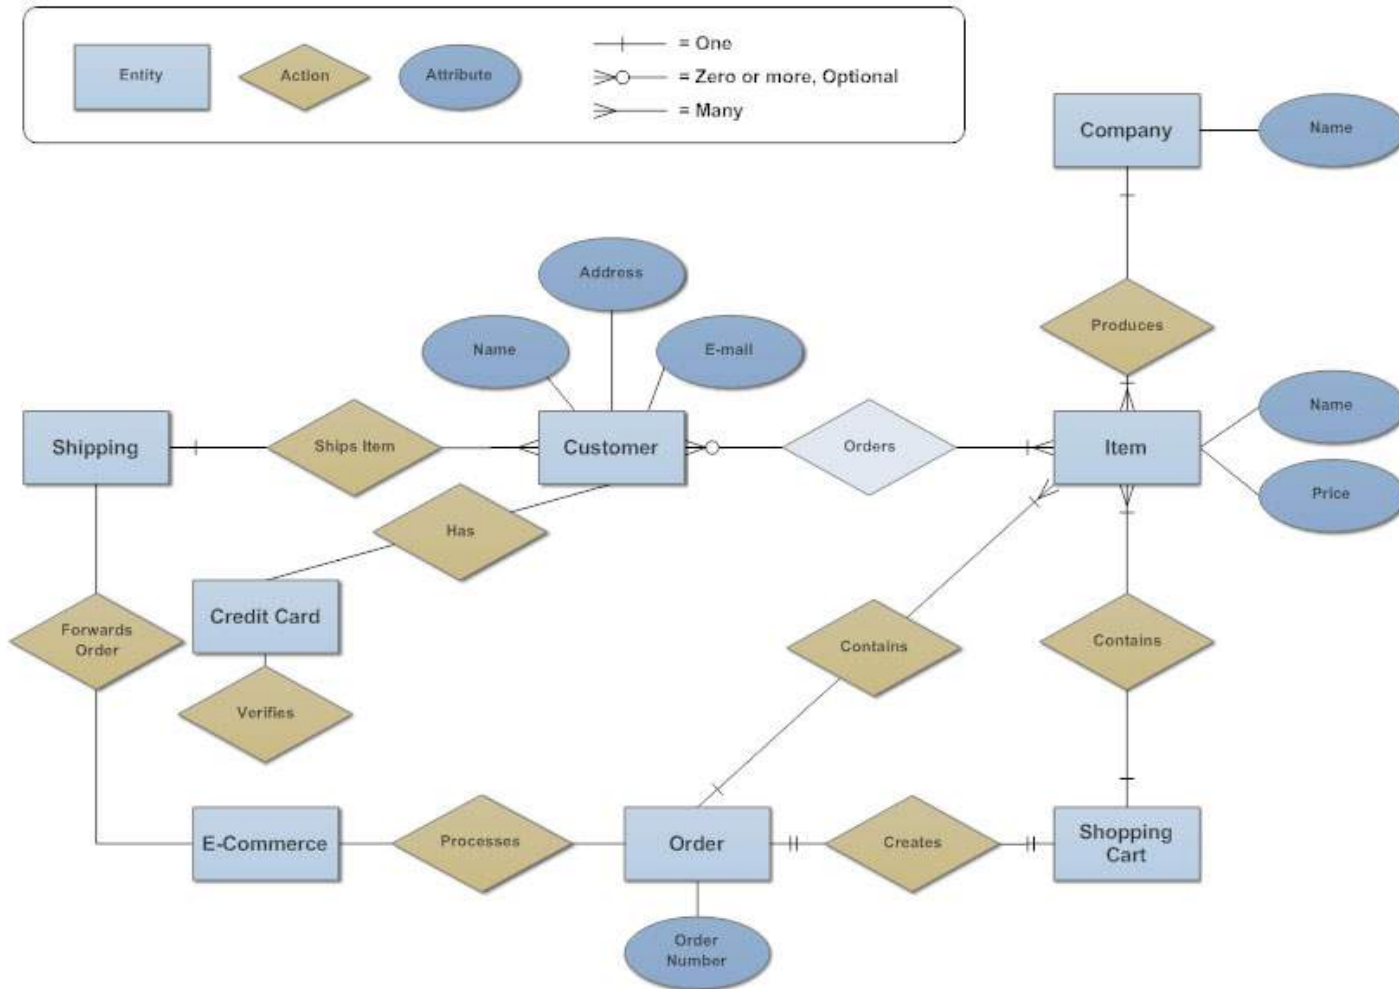 Entity
Action
Attribute
= One
= Zero or more, Optional
= Many
Company
Name
Address
Name
E-mail
Produces
Shipping
Ships Item
Customer
Orders
Item
Name
Price
Has
Credit Card
Forwards
Order
Verifies
Contains
Contains
E-Commerce
Processes
Order
Creates
Shopping
Cart
Order
Number